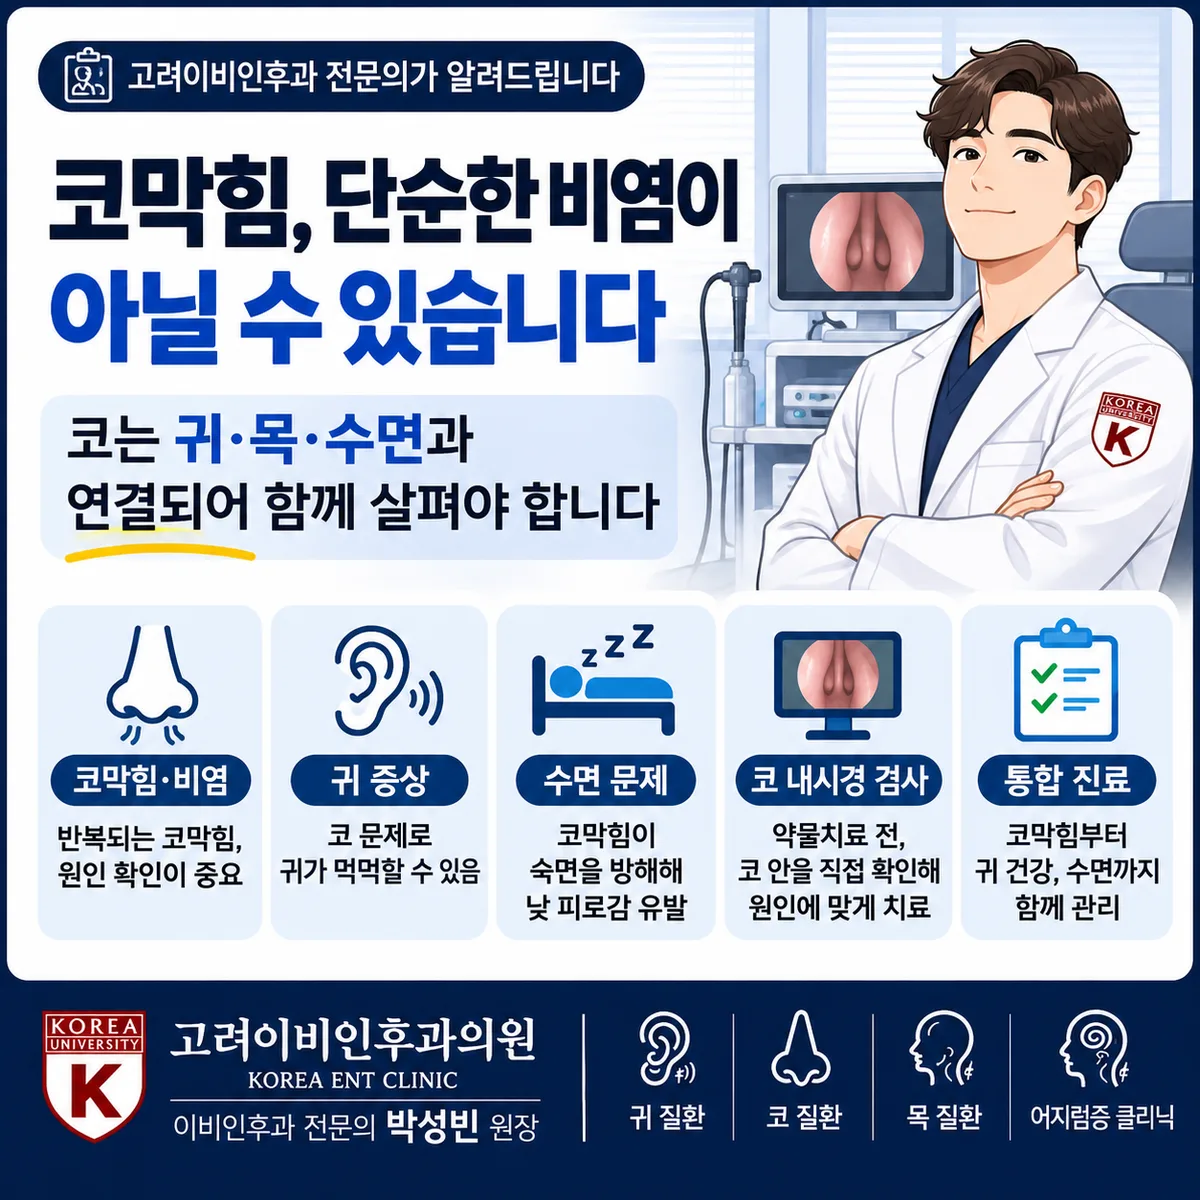 고려이비인후과 전문의가 알려드립니다
코막힘, 단순한 비염이
아닐 수 있습니다
코는 귀·목·수면과
연결되어 함께 살펴야 합니다
KOREA
UNIVERSITY
K
z z Z
코막힘·비염
반복되는 코막힘,
원인 확인이 중요
귀 증상
코 문제로
귀가 먹먹할 수 있음
수면 문제
코막힘이
숙면을 방해해
낮 피로감 유발
코 내시경 검사
약물치료 전,
코 안을 직접 확인해
원인에 맞게 치료
통합 진료
코막힘부터
귀 건강, 수면까지
함께 관리
KOREA
UNIVERSITY
K
고려이비인후과의원
KOREA ENT CLINIC
이비인후과 전문의 박성빈 원장
귀 질환
코 질환
목 질환
어지럼증 클리닉